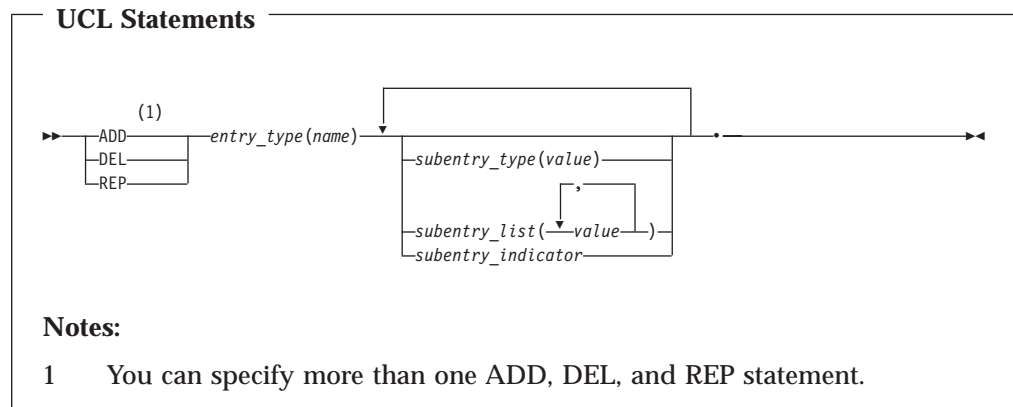 UCL Statements
(1)
ADD entry_type(name) .
DEL subentry_type(value)
REP
,
subentry_list( value )
subentry_indicator
Notes:
1 You can specify more than one ADD, DEL, and REP statement.